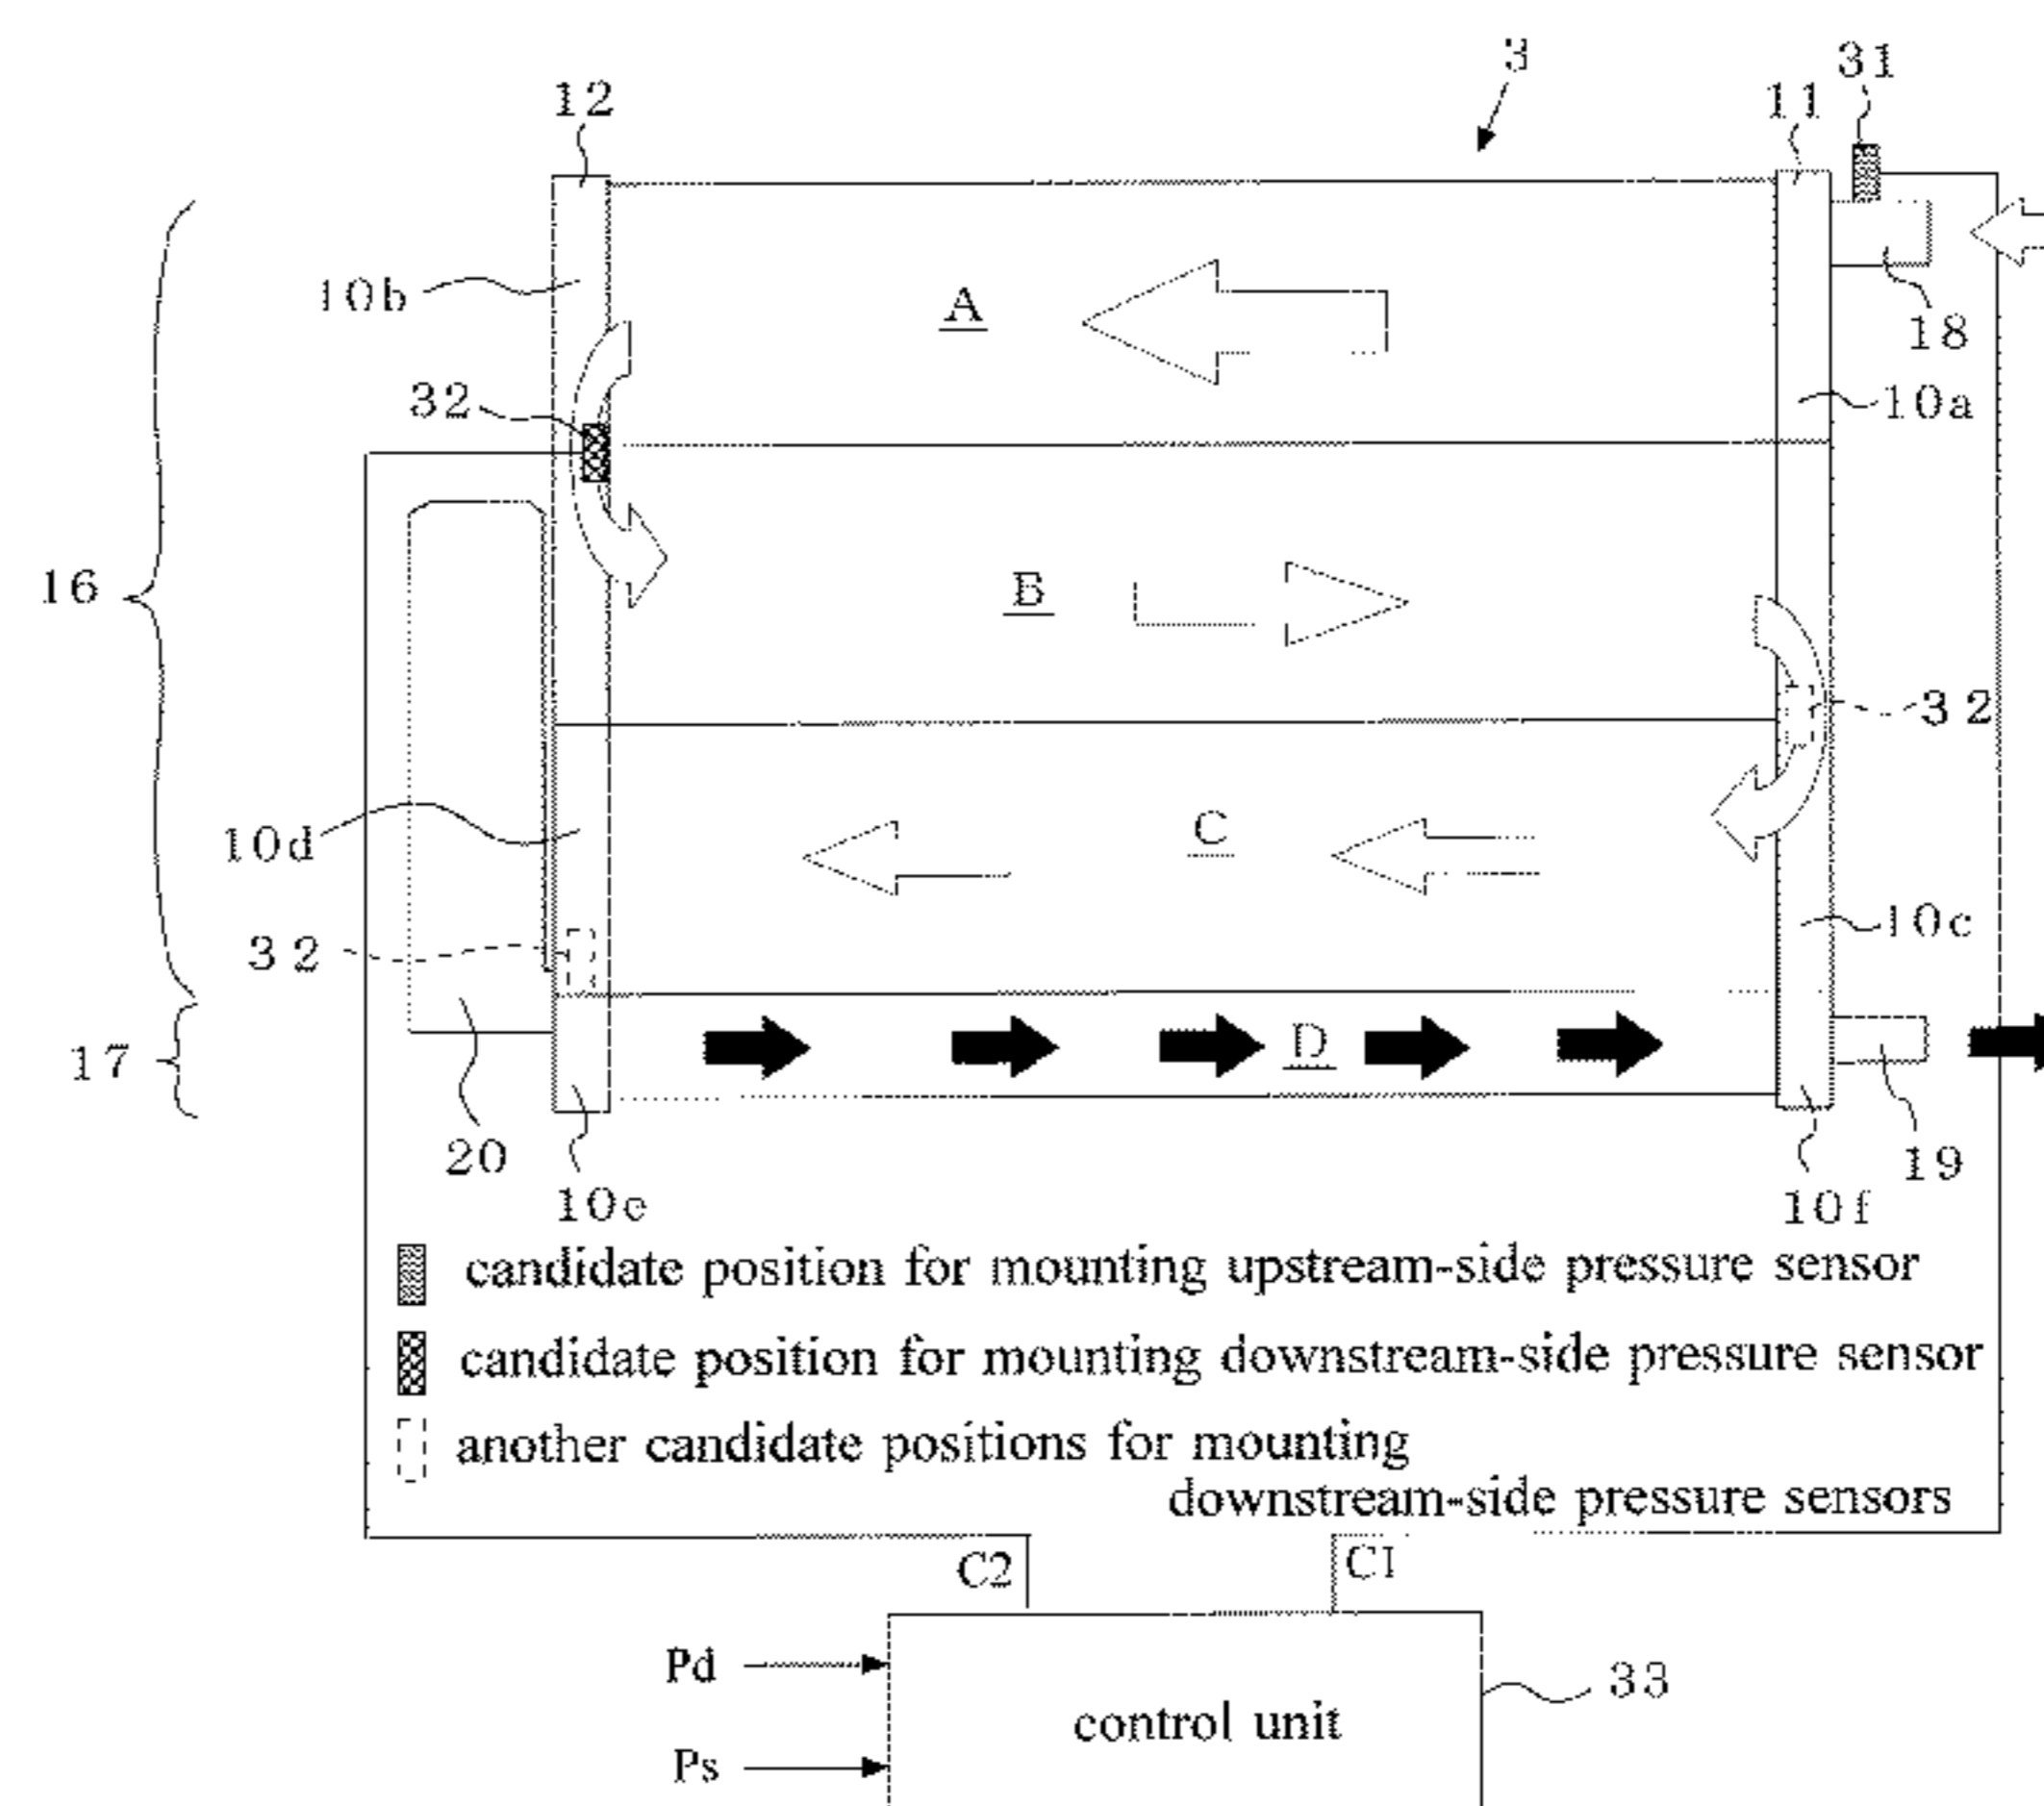 3
31
12
11
10b
A
18
32
10a
16
B
32
10d
C
10c
32
17
D
20
19
10e
10f
candidate position for mounting upstream-side pressure sensor
candidate position for mounting downstream-side pressure sensor
another candidate positions for mounting
downstream-side pressure sensors
C2
C1
Pd
33
control unit
Ps